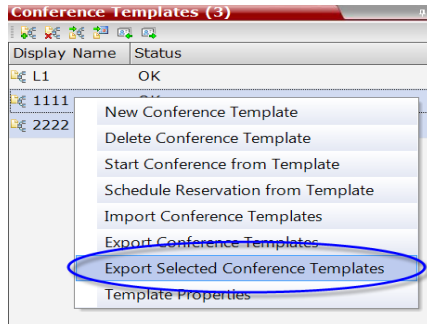 Conference Templates (3)
Display Name Status
L1 OK
1111
2222
New Conference Template
Delete Conference Template
Start Conference from Template
Schedule Reservation from Template
Import Conference Templates
Export Conference Templates
Export Selected Conference Templates
Template Properties